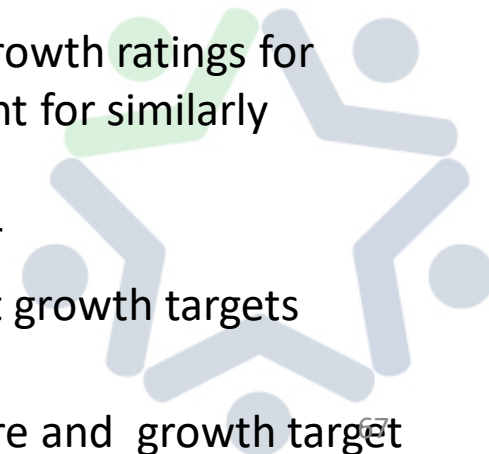 rowth ratings for
nt for similarly
growth targets
re and  growth target
67